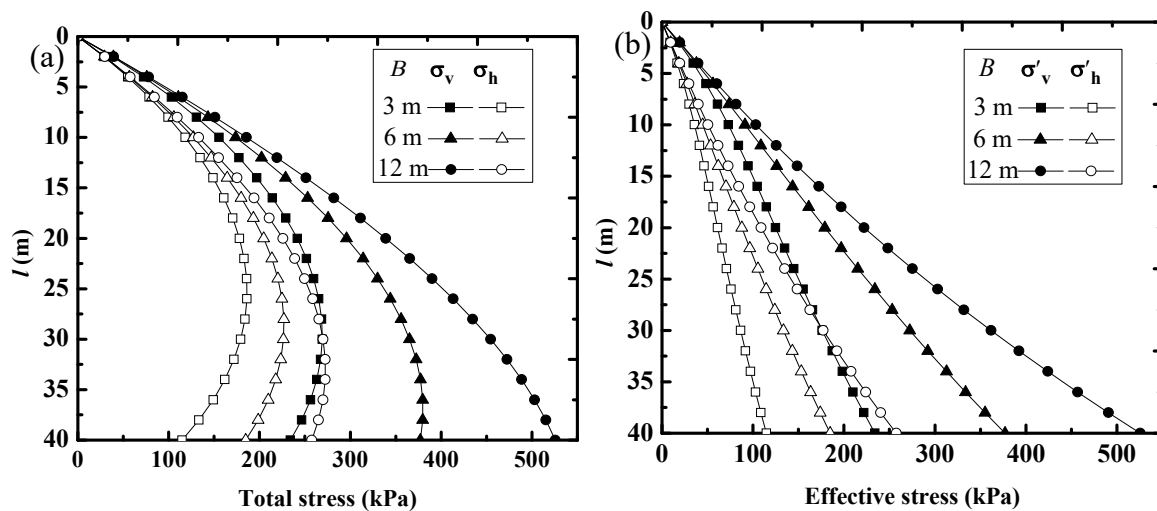 (a)
B σv σh
3 m
6 m
12 m
0
5
10
15
20
25
30
35
40
l (m)
0 100 200 300 400 500
Total stress (kPa)
(b)
B σ'v σ'h
3 m
6 m
12 m
0
5
10
15
20
25
30
35
40
l (m)
0 100 200 300 400 500
Effective stress (kPa)